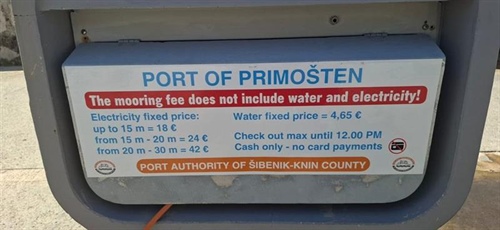 PORT OF PRIMOŠTEN
The mooring fee does not include water and electricity!
Electricity fixed price:
up to 15 m = 18 €
from 15 m - 20 m = 24 €
from 20 m - 30 m = 42 €
Water fixed price = 4,65 €
Check out max until 12.00 PM
Cash only - no card payments
PORT AUTHORITY OF ŠIBENIK-KNIN COUNTY